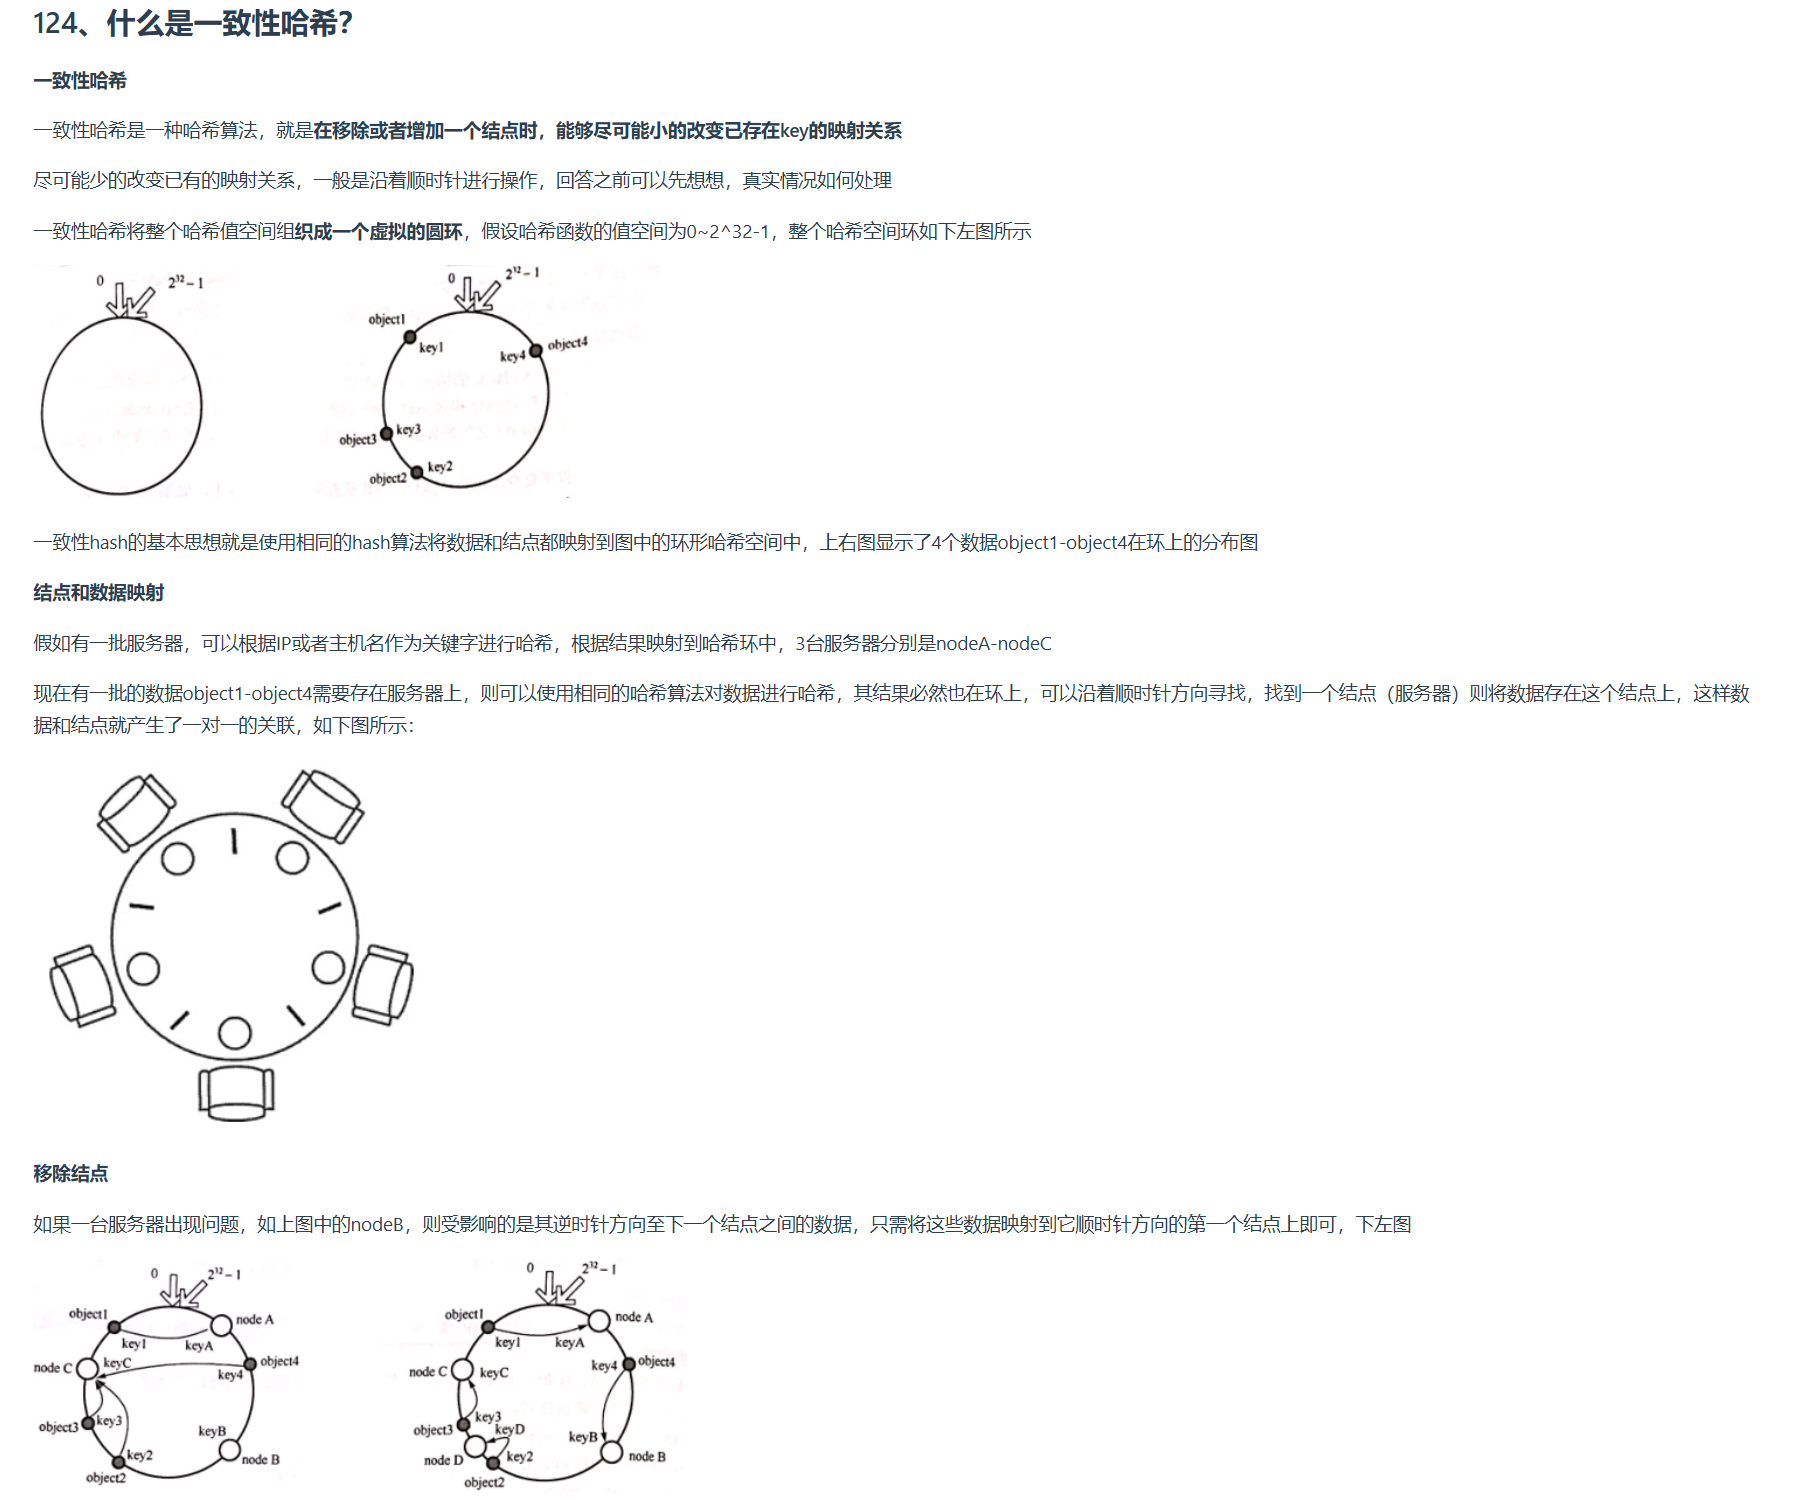 124、什么是一致性哈希？
一致性哈希
一致性哈希是一种哈希算法，就是在移除或者增加一个结点时，能够尽可能小的改变已存在key的映射关系
尽可能少的改变已有的映射关系，一般是沿着顺时针进行操作，回答之前可以先想想，真实情况如何处理
一致性哈希将整个哈希值空间组织成一个虚拟的圆环，假设哈希函数的值空间为0~2^32-1，整个哈希空间环如下左图所示
0 2³²-1
0 2³²-1
object1
key1
key4 object4
object3 key3
object2 key2
一致性hash的基本思想就是使用相同的hash算法将数据和结点都映射到图中的环形哈希空间中，上右图显示了4个数据object1-object4在环上的分布图
结点和数据映射
假如有一批服务器，可以根据IP或者主机名作为关键字进行哈希，根据结果映射到哈希环中，3台服务器分别是nodeA-nodeC
现在有一批的数据object1-object4需要存在服务器上，则可以使用相同的哈希算法对数据进行哈希，其结果必然也在环上，可以沿着顺时针方向寻找，找到一个结点（服务器）则将数据存在这个结点上，这样数
据和结点就产生了一对一的关联，如下图所示：
移除结点
如果一台服务器出现问题，如上图中的nodeB，则受影响的是其逆时针方向至下一个结点之间的数据，只需将这些数据映射到它顺时针方向的第一个结点上即可，下左图
0 2³²-1
object1 node A
key1 keyA
node C keyC object4
key4
object3 key3
keyB
key2 node B
object2
0 2³²-1
object1 node A
key1 keyA
key4 object4
node C keyC
key3
object3 keyD
keyB
node D key2 node B
object2